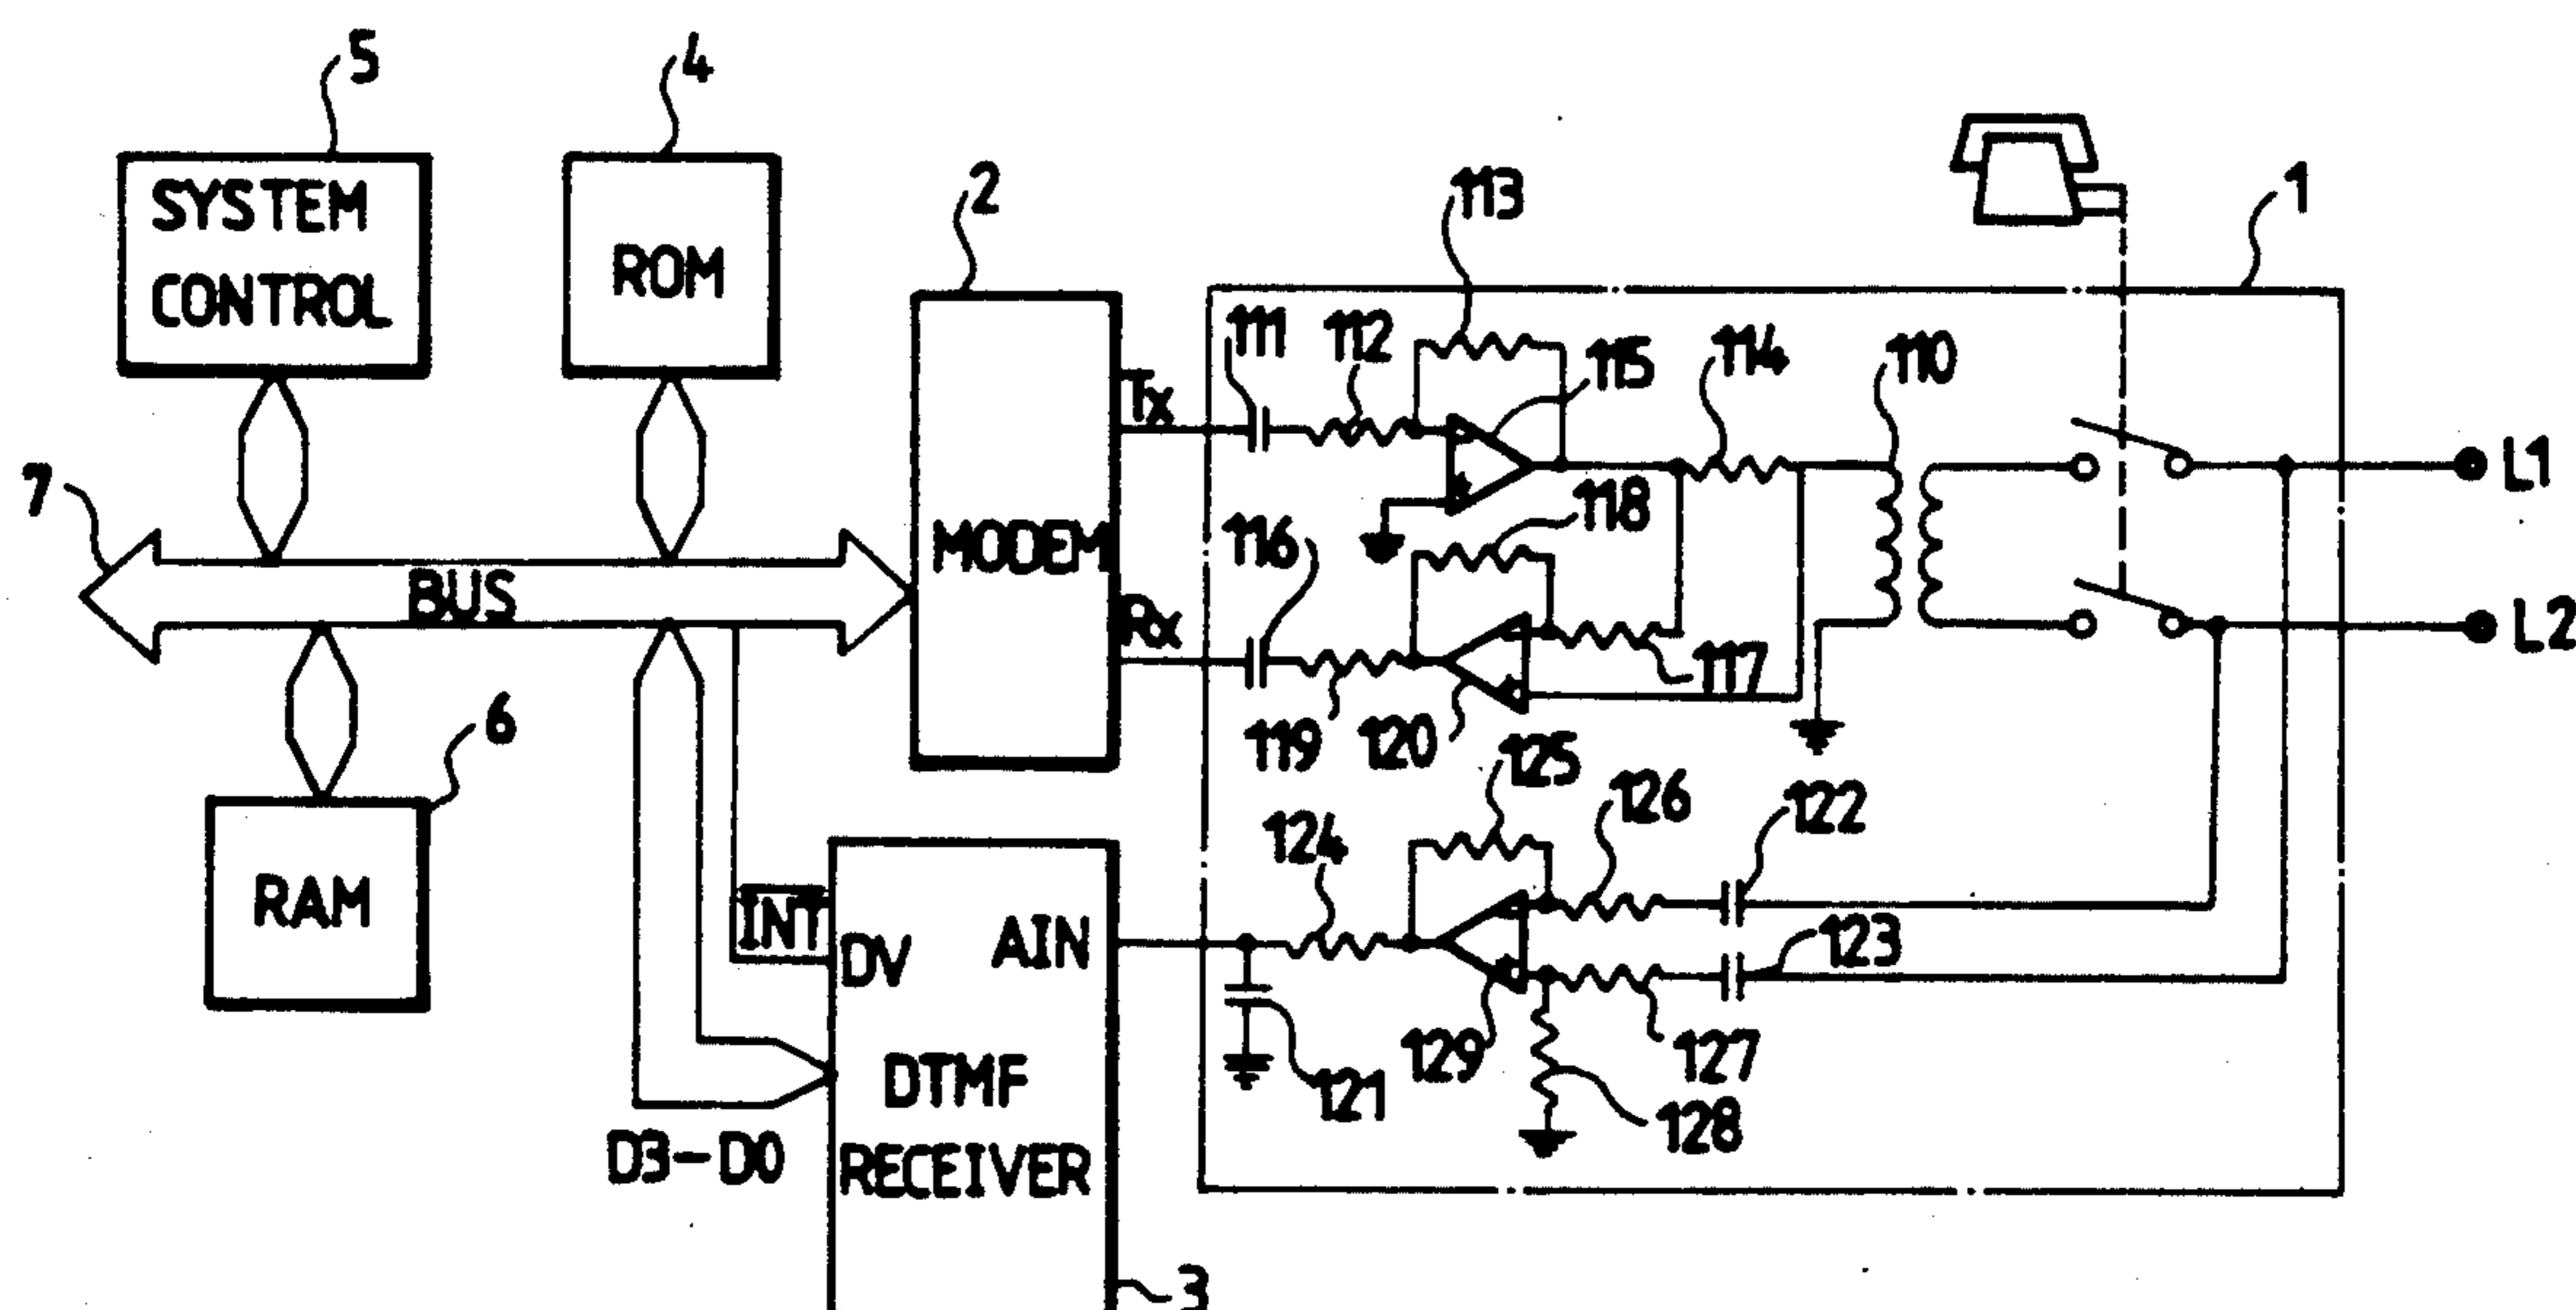 5
4
SYSTEM
CONTROL
ROM
2
113
1
111
112
115
114
110
Tx
L1
7
118
116
MODEM
BUS
Rx
L2
117
119
120
6
125
126
122
124
RAM
INT
DV
AIN
123
129
127
DTMF
121
128
D3-D0
RECEIVER
3